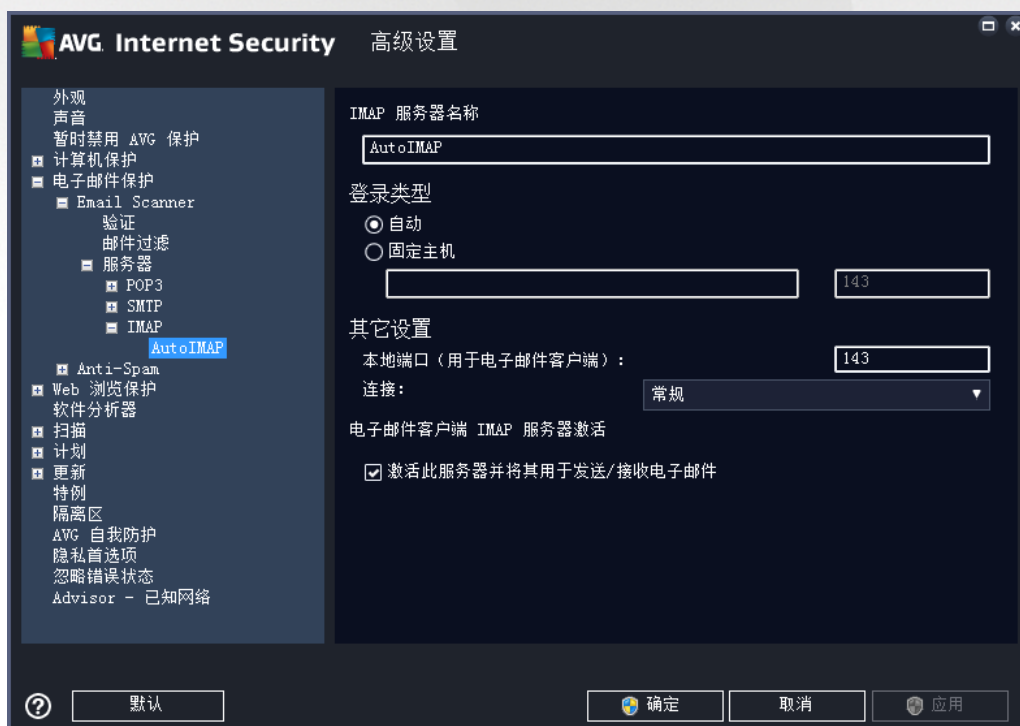 AVG. Internet Security 高级设置
外观
声音
暂时禁用 AVG 保护
计算机保护
电子邮件保护
Email Scanner
验证
邮件过滤
服务器
POP3
SMTP
IMAP
AutoIMAP
Anti-Spam
Web 浏览保护
软件分析器
扫描
计划
更新
特例
隔离区
AVG 自我防护
隐私首选项
忽略错误状态
Advisor - 已知网络
IMAP 服务器名称
AutoIMAP
登录类型
自动
固定主机
143
其它设置
本地端口（用于电子邮件客户端）: 143
连接: 常规
电子邮件客户端 IMAP 服务器激活
激活此服务器并将其用于发送/接收电子邮件
默认 确定 取消 应用